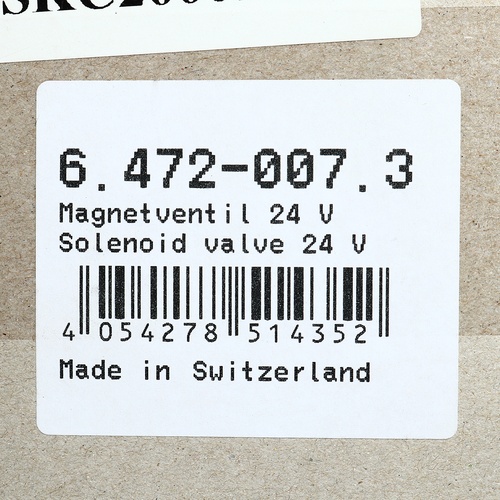 6.472-007.3
Magnetventil 24 V
Solenoid valve 24 V
4 054278 514352
Made in Switzerland